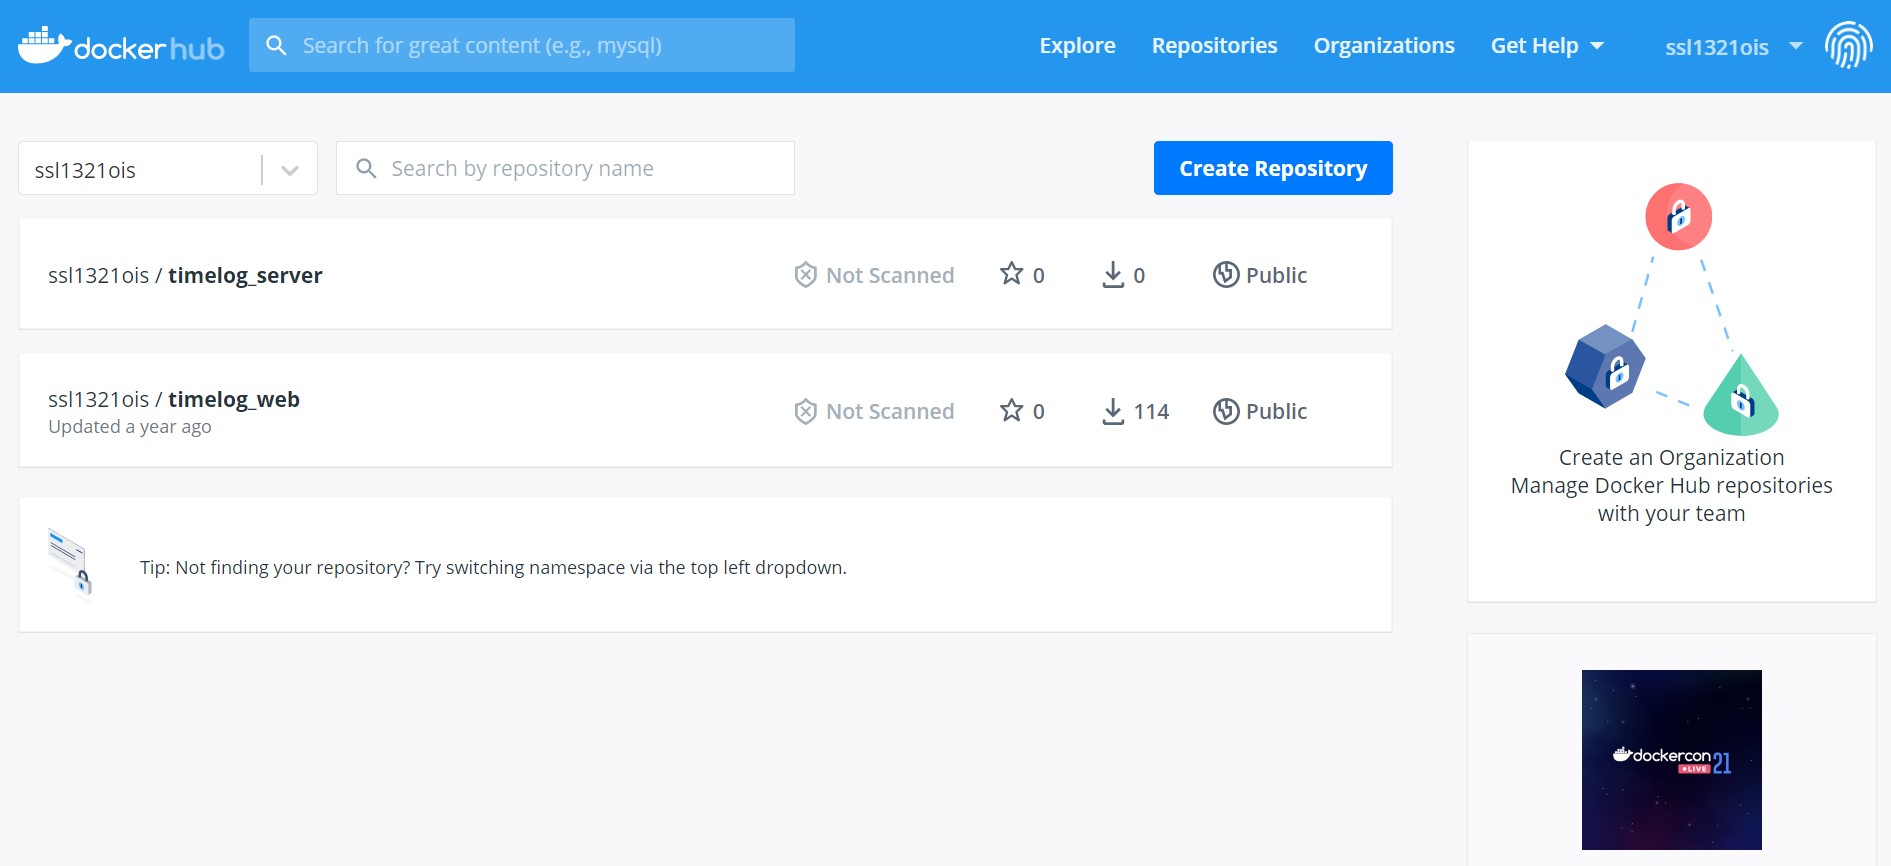 docker hub
Search for great content (e.g., mysql)
Explore
Repositories
Organizations
Get Help
ssl1321ois
ssl1321ois
Search by repository name
Create Repository
ssl1321ois / timelog_server
Not Scanned
0
0
Public
ssl1321ois / timelog_web
Updated a year ago
Not Scanned
0
114
Public
Tip: Not finding your repository? Try switching namespace via the top left dropdown.
Create an Organization
Manage Docker Hub repositories
with your team
dockercon
LIVE
21